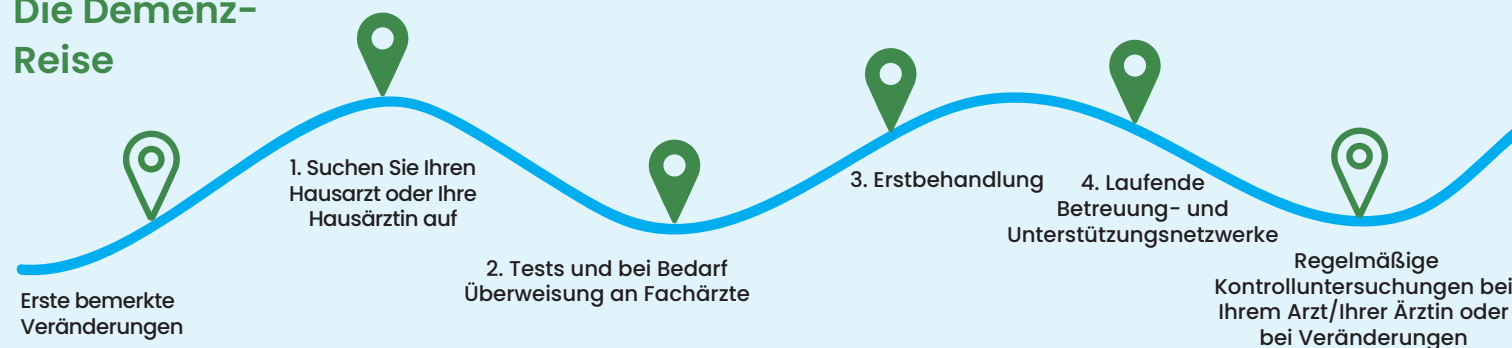 Die Demenz-
Reise
Erste bemerkte
Veränderungen
1. Suchen Sie Ihren
Hausarzt oder Ihre
Hausärztin auf
2. Tests und bei Bedarf
Überweisung an Fachärzte
3. Erstbehandlung
4. Laufende
Betreuung- und
Unterstützungsnetzwerke
Regelmäßige
Kontrolluntersuchungen bei
Ihrem Arzt/Ihrer Ärztin oder
bei Veränderungen